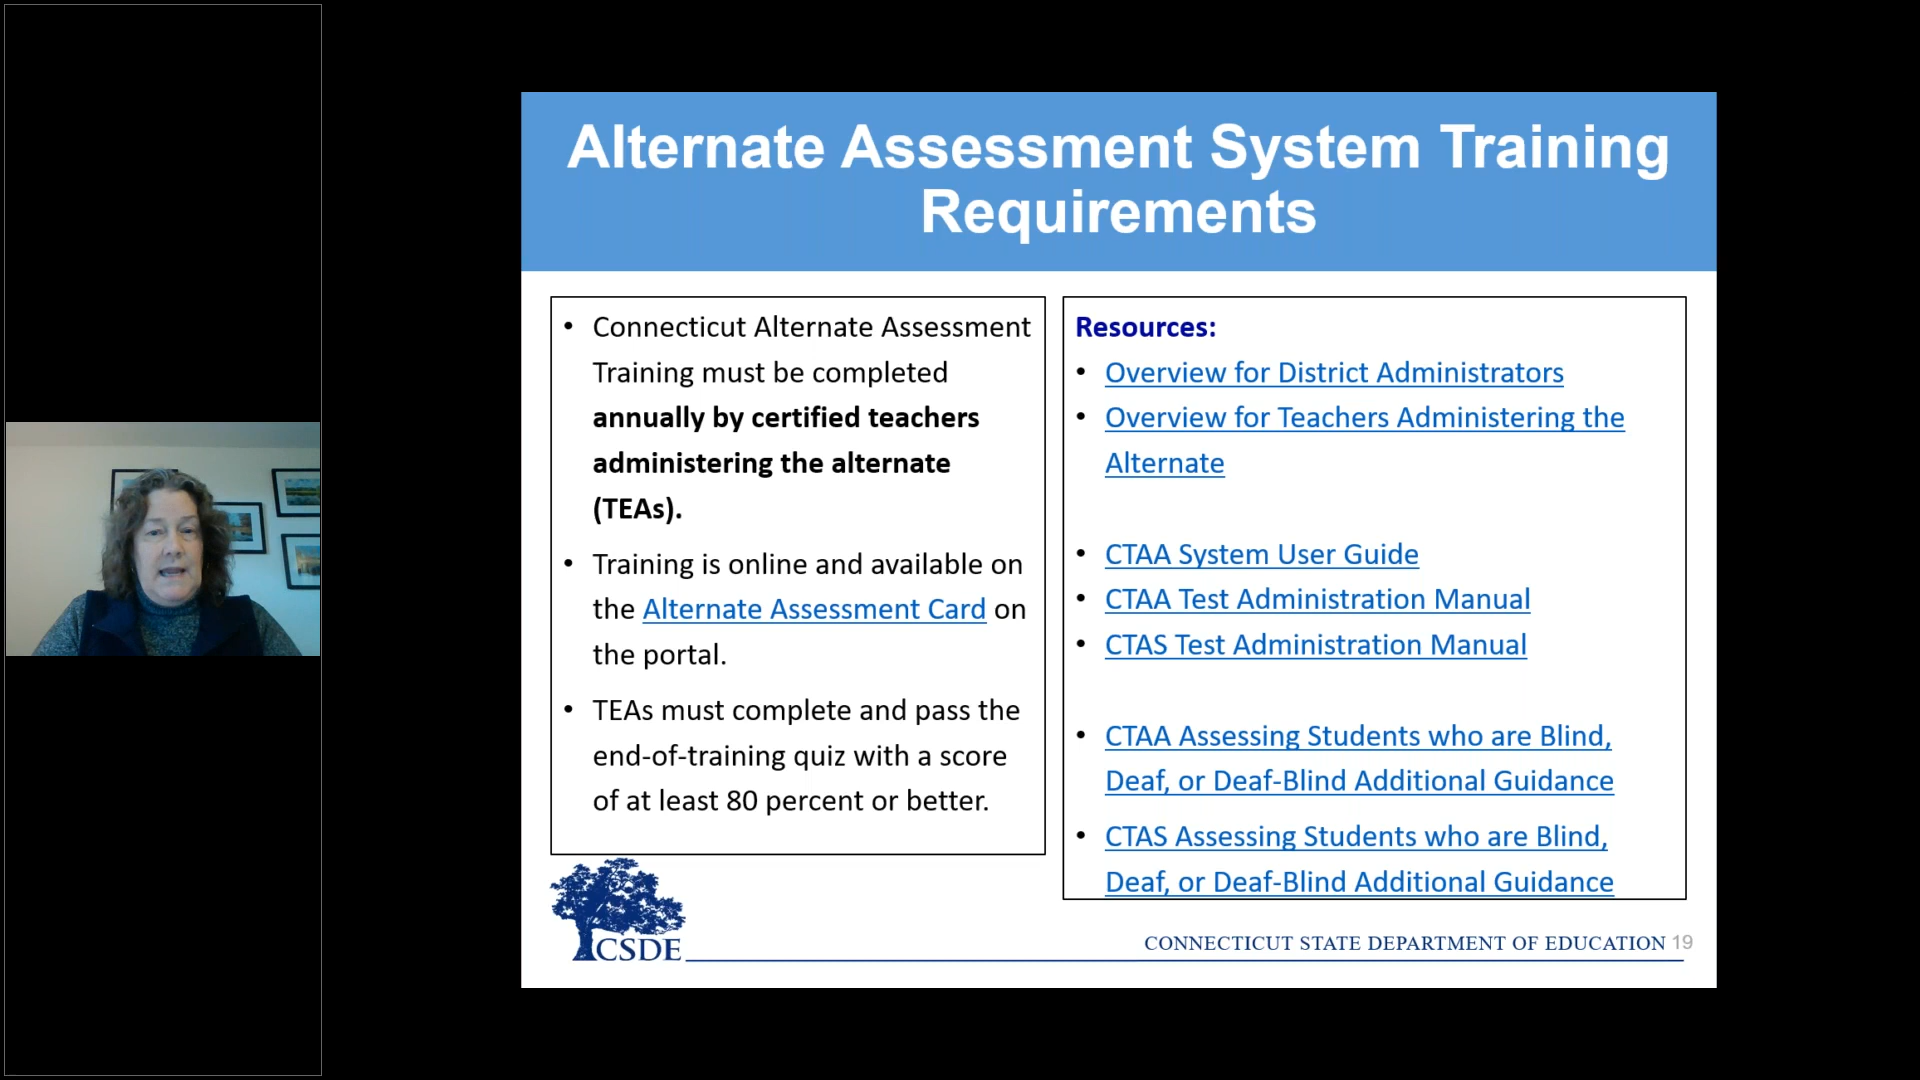 Alternate Assessment System Training
Requirements
• Connecticut Alternate Assessment
Training must be completed
annually by certified teachers
administering the alternate
(TEAs).
• Training is online and available on
the Alternate Assessment Card on
the portal.
• TEAs must complete and pass the
end-of-training quiz with a score
of at least 80 percent or better.
Resources:
• Overview for District Administrators
• Overview for Teachers Administering the
Alternate
• CTAA System User Guide
• CTAA Test Administration Manual
• CTAS Test Administration Manual
• CTAA Assessing Students who are Blind,
Deaf, or Deaf-Blind Additional Guidance
• CTAS Assessing Students who are Blind,
Deaf, or Deaf-Blind Additional Guidance
CSDE
CONNECTICUT STATE DEPARTMENT OF EDUCATION 19